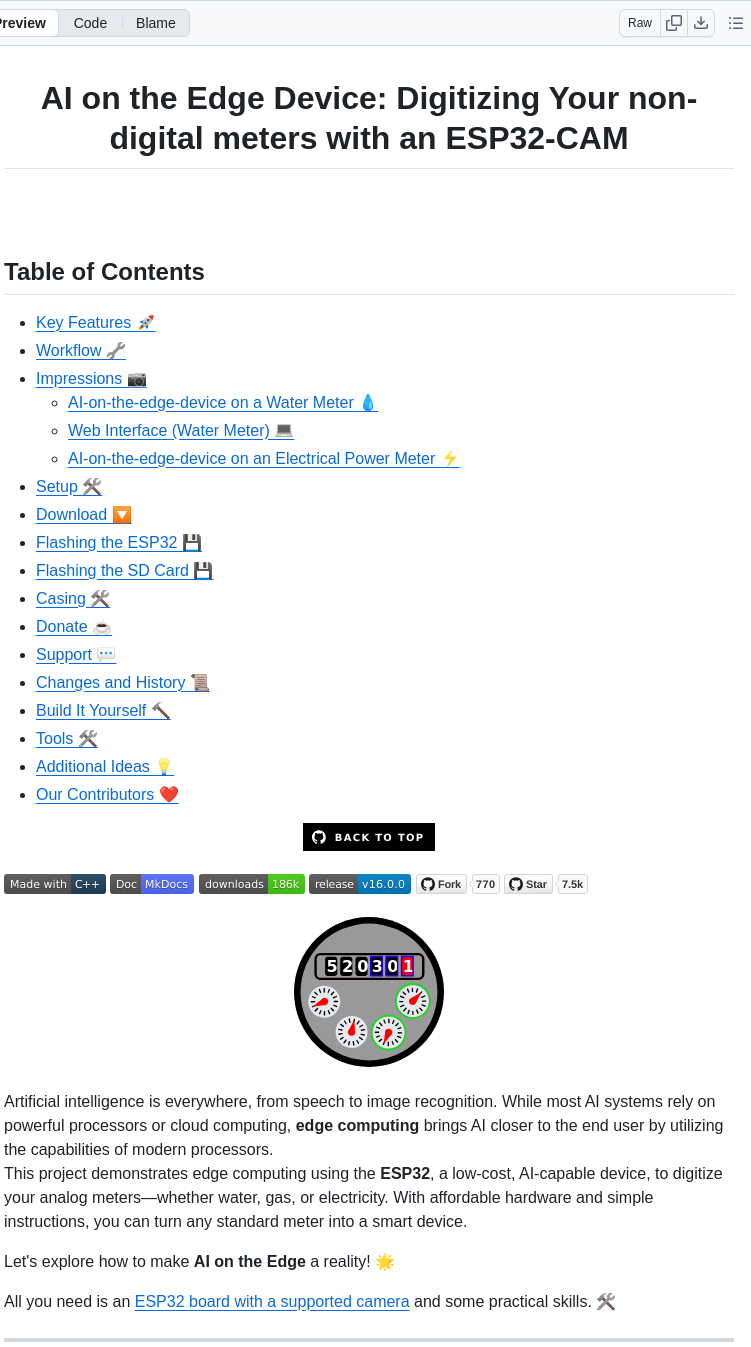 Preview Code Blame Raw
AI on the Edge Device: Digitizing Your non-
digital meters with an ESP32-CAM
Table of Contents
Key Features 🚀
Workflow 🔧
Impressions 📷
AI-on-the-edge-device on a Water Meter 💧
Web Interface (Water Meter) 💻
AI-on-the-edge-device on an Electrical Power Meter ⚡
Setup 🛠️
Download 🔽
Flashing the ESP32 💾
Flashing the SD Card 💾
Casing 🛠️
Donate ☕
Support 💬
Changes and History 📜
Build It Yourself 🔨
Tools 🛠️
Additional Ideas 💡
Our Contributors ❤️
BACK TO TOP
Made with C++ Doc MkDocs downloads 186k release v16.0.0 Fork 770 Star 7.5k
520301
Artificial intelligence is everywhere, from speech to image recognition. While most AI systems rely on
powerful processors or cloud computing, edge computing brings AI closer to the end user by utilizing
the capabilities of modern processors.
This project demonstrates edge computing using the ESP32, a low-cost, AI-capable device, to digitize
your analog meters—whether water, gas, or electricity. With affordable hardware and simple
instructions, you can turn any standard meter into a smart device.
Let's explore how to make AI on the Edge a reality! 🌟
All you need is an ESP32 board with a supported camera and some practical skills. 🛠️